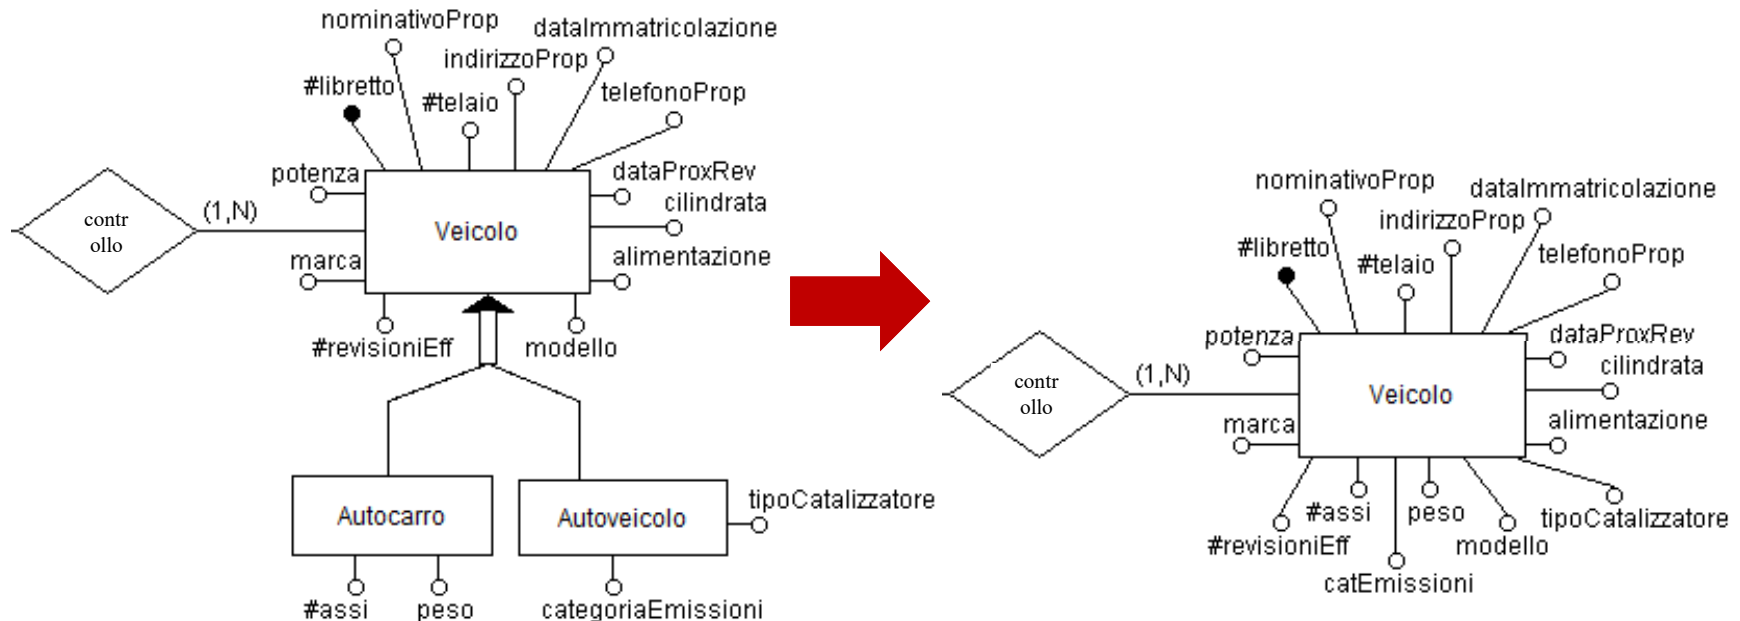 nominativoProp
dataImmatricolazione
indirizzoProp
#libretto
#telaio
telefonoProp
potenza
dataProxRev
cilindrata
(1,N)
contr
ollo
Veicolo
marca
alimentazione
#revisioniEff
modello
Autocarro
Autoveicolo
tipoCatalizzatore
#assi
peso
categoriaEmissioni
nominativoProp
dataImmatricolazione
indirizzoProp
#libretto
#telaio
telefonoProp
potenza
dataProxRev
cilindrata
(1,N)
contr
ollo
Veicolo
marca
alimentazione
#assi
peso
tipoCatalizzatore
#revisioniEff
modello
catEmissioni